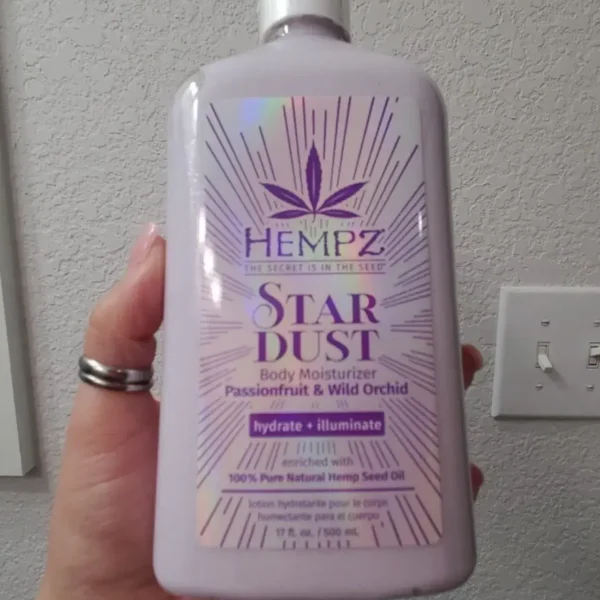 HEMPZ
THE SECRET IS IN THE SEED
STAR
DUST
Body Moisturizer
Passionfruit & Wild Orchid
hydrate + illuminate
enriched with
100% Pure Natural Hemp Seed Oil
lotion hydratante pour le corps
humectante para el cuerpo
17 fl. oz. / 500 mL